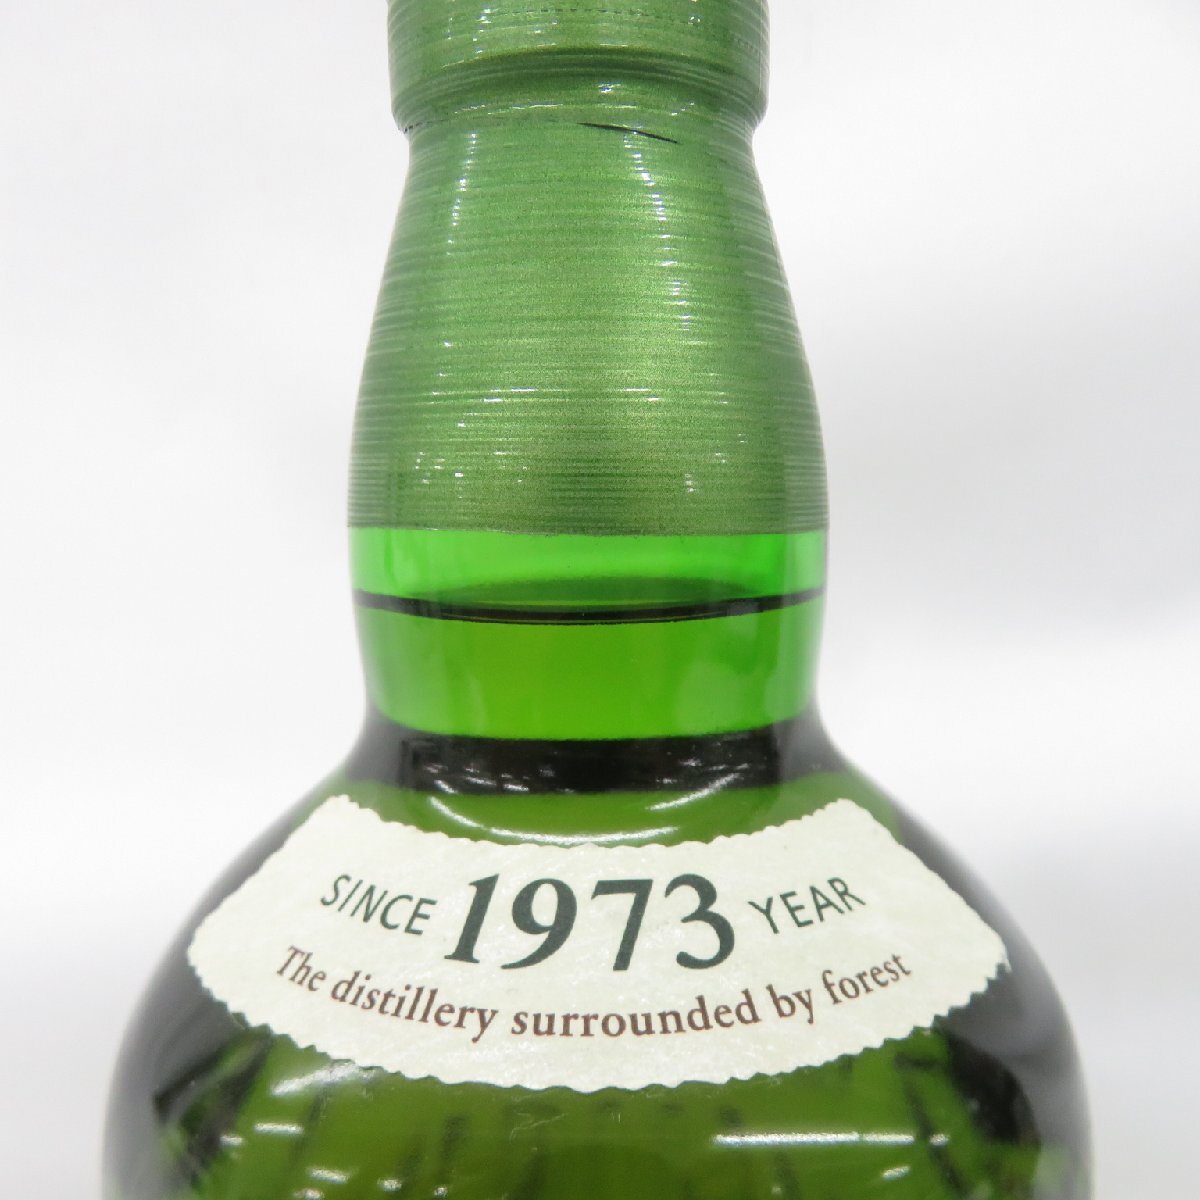 SINCE 1973 YEAR
The distillery surrounded by forest